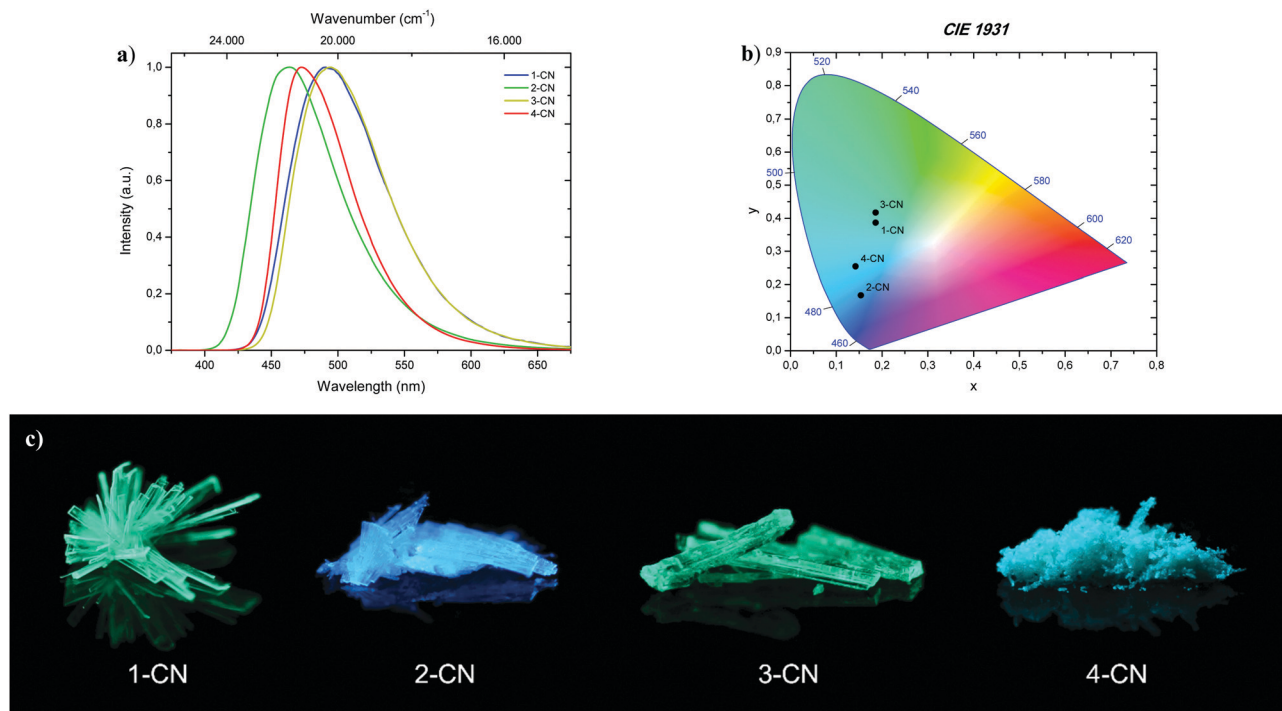 a)
Wavenumber (cm-1)
24.000 20.000 16.000
1,0
0,8
0,6
0,4
0,2
0,0
Intensity (a.u.)
1-CN
2-CN
3-CN
4-CN
400 450 500 550 600 650
Wavelength (nm)
b)
CIE 1931
0,9
0,8
0,7
0,6
0,5
0,4
0,3
0,2
0,1
0,0
y
520
540
560
500
580
600
620
480
460
3-CN
1-CN
4-CN
2-CN
0,0 0,1 0,2 0,3 0,4 0,5 0,6 0,7 0,8
x
c)
1-CN 2-CN 3-CN 4-CN